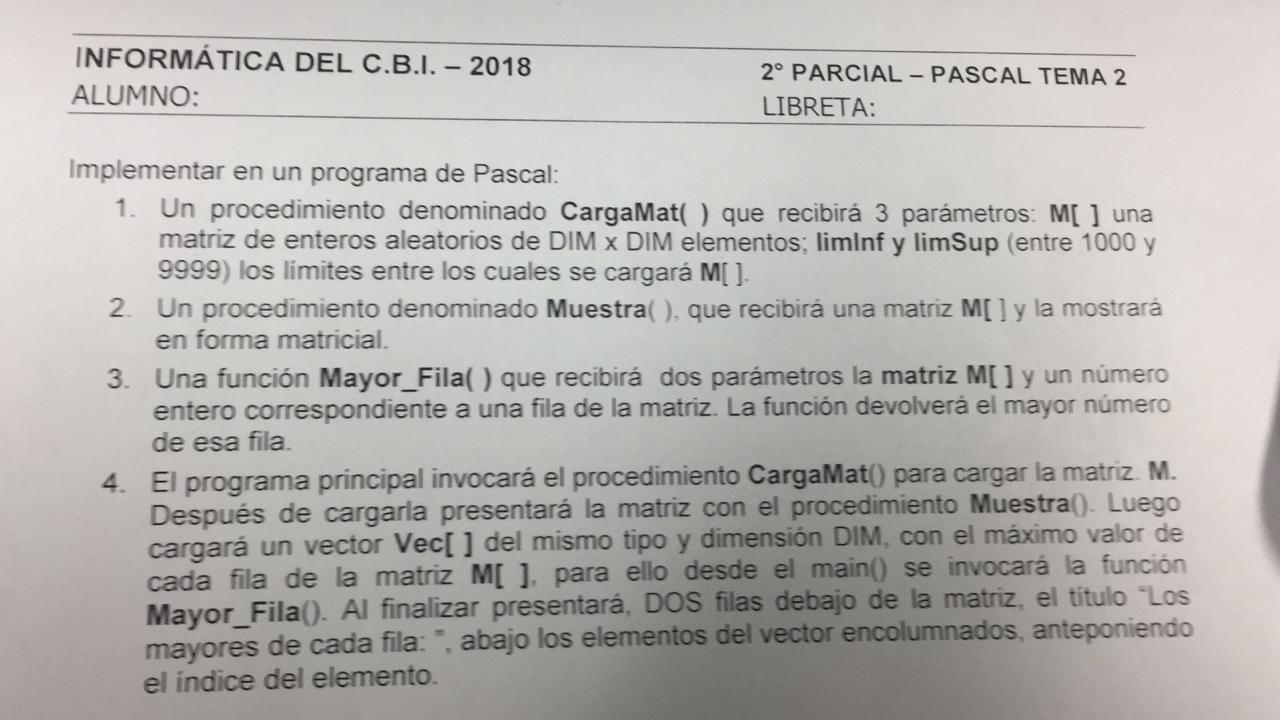 INFORMÁTICA DEL C.B.I. – 2018
2° PARCIAL – PASCAL TEMA 2
ALUMNO:
LIBRETA:
Implementar en un programa de Pascal:
1. Un procedimiento denominado CargaMat( ) que recibirá 3 parámetros: M[ ] una
matriz de enteros aleatorios de DIM x DIM elementos; limInf y limSup (entre 1000 y
9999) los límites entre los cuales se cargará M[ ].
2. Un procedimiento denominado Muestra( ), que recibirá una matriz M[ ] y la mostrará
en forma matricial.
3. Una función Mayor_Fila( ) que recibirá dos parámetros la matriz M[ ] y un número
entero correspondiente a una fila de la matriz. La función devolverá el mayor número
de esa fila.
4. El programa principal invocará el procedimiento CargaMat() para cargar la matriz. M.
Después de cargarla presentará la matriz con el procedimiento Muestra(). Luego
cargará un vector Vec[ ] del mismo tipo y dimensión DIM, con el máximo valor de
cada fila de la matriz M[ ], para ello desde el main() se invocará la función
Mayor_Fila(). Al finalizar presentará, DOS filas debajo de la matriz, el título “Los
mayores de cada fila: ”, abajo los elementos del vector encolumnados, anteponiendo
el índice del elemento.